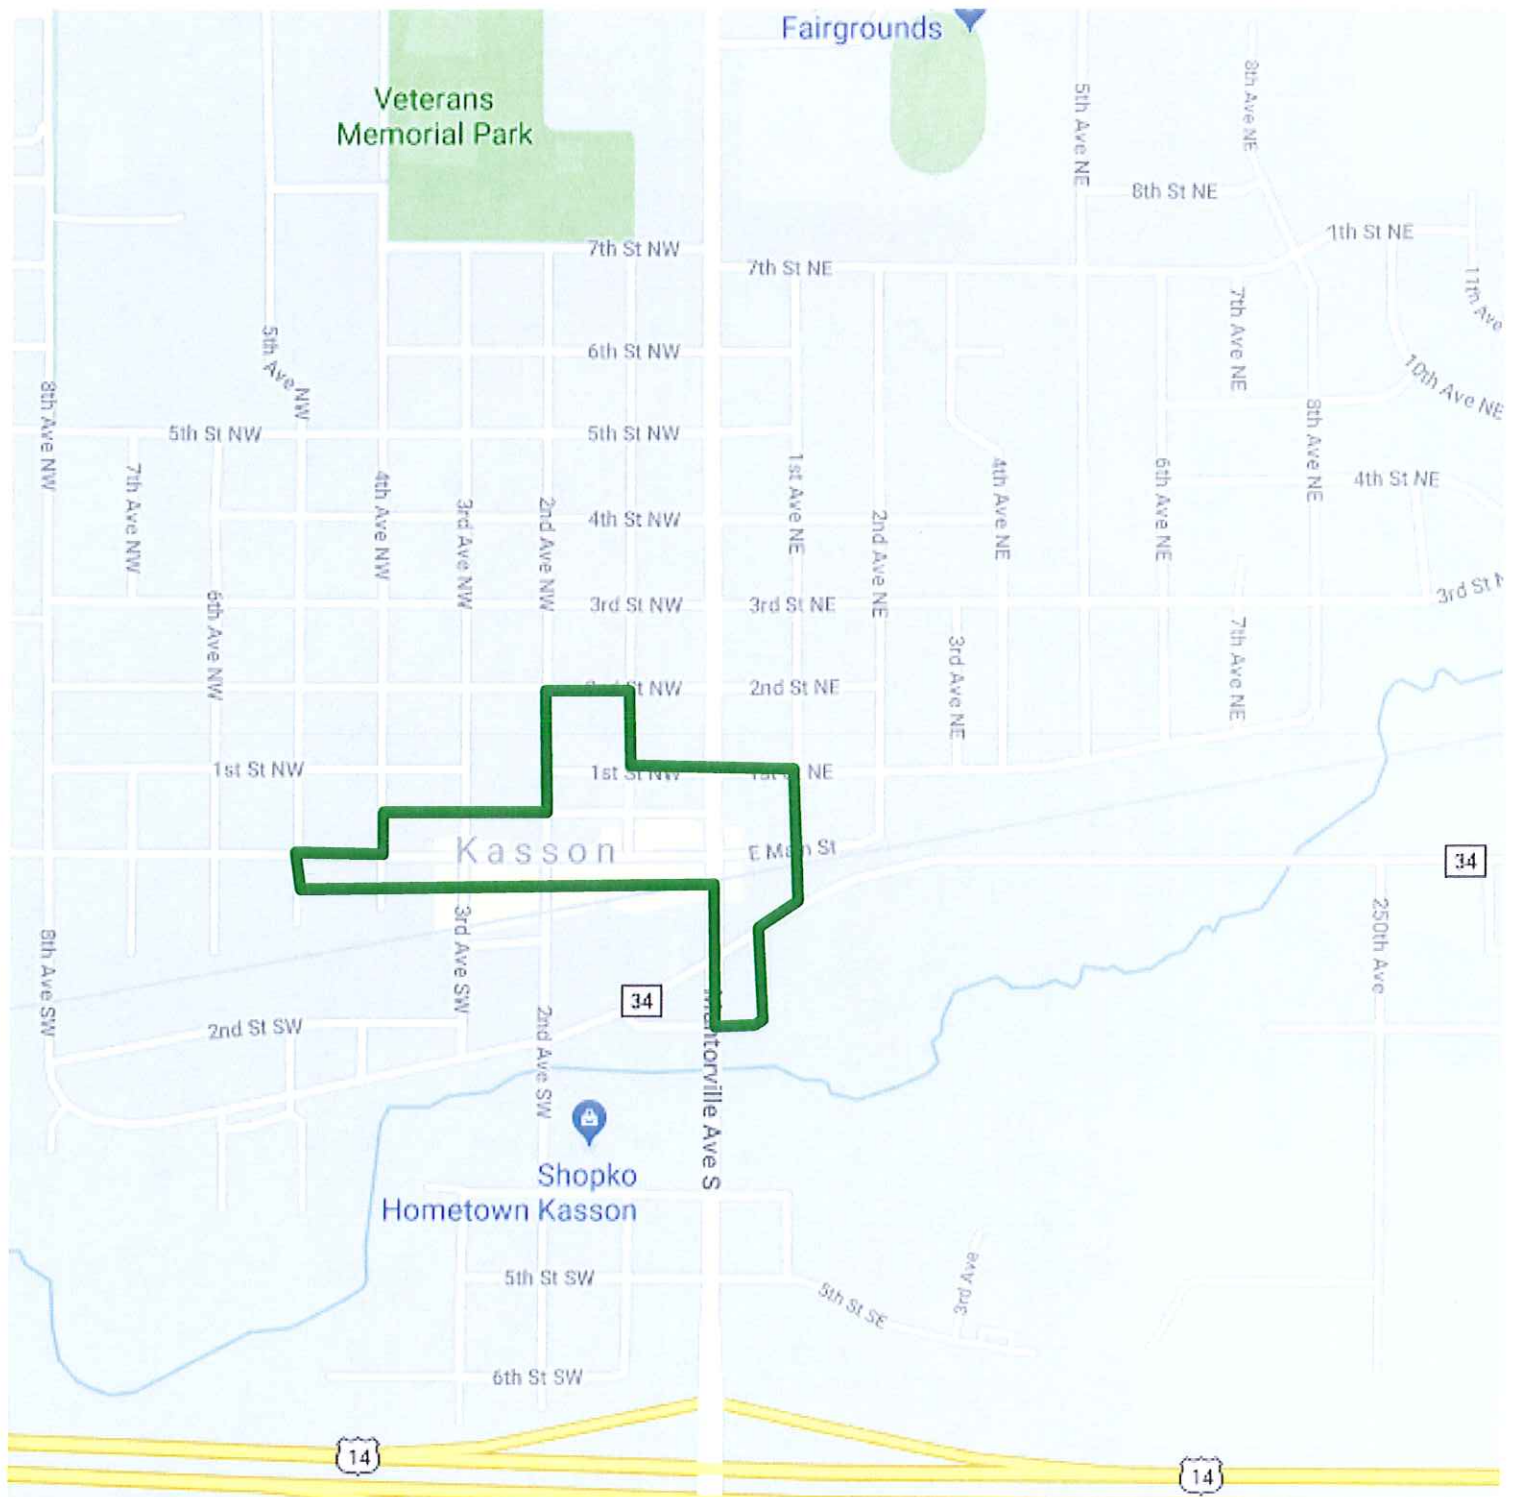 Fairgrounds
Veterans
Memorial Park
5th Ave NE
8th Ave NE
8th St NE
1th St NE
7th St NW
7th St NE
11th Ave
7th Ave NE
5th Ave NW
6th St NW
10th Ave NE
8th Ave NW
8th Ave NE
5th St NW
5th St NW
7th Ave NW
4th Ave NW
3rd Ave NW
2nd Ave NW
4th St NW
1st Ave NE
2nd Ave NE
4th Ave NE
6th Ave NE
4th St NE
6th Ave NW
3rd St NW
3rd St NE
3rd St N
3rd Ave NE
7th Ave NE
St NW
2nd St NE
1st St NW
1st St NW
NE
Kasson
E Main St
34
3rd Ave SW
8th Ave SW
250th Ave
34
2nd St SW
2nd Ave SW
Mantorville Ave S
Shopko
Hometown Kasson
5th St SW
5th St SE
3rd Ave
6th St SW
14
14